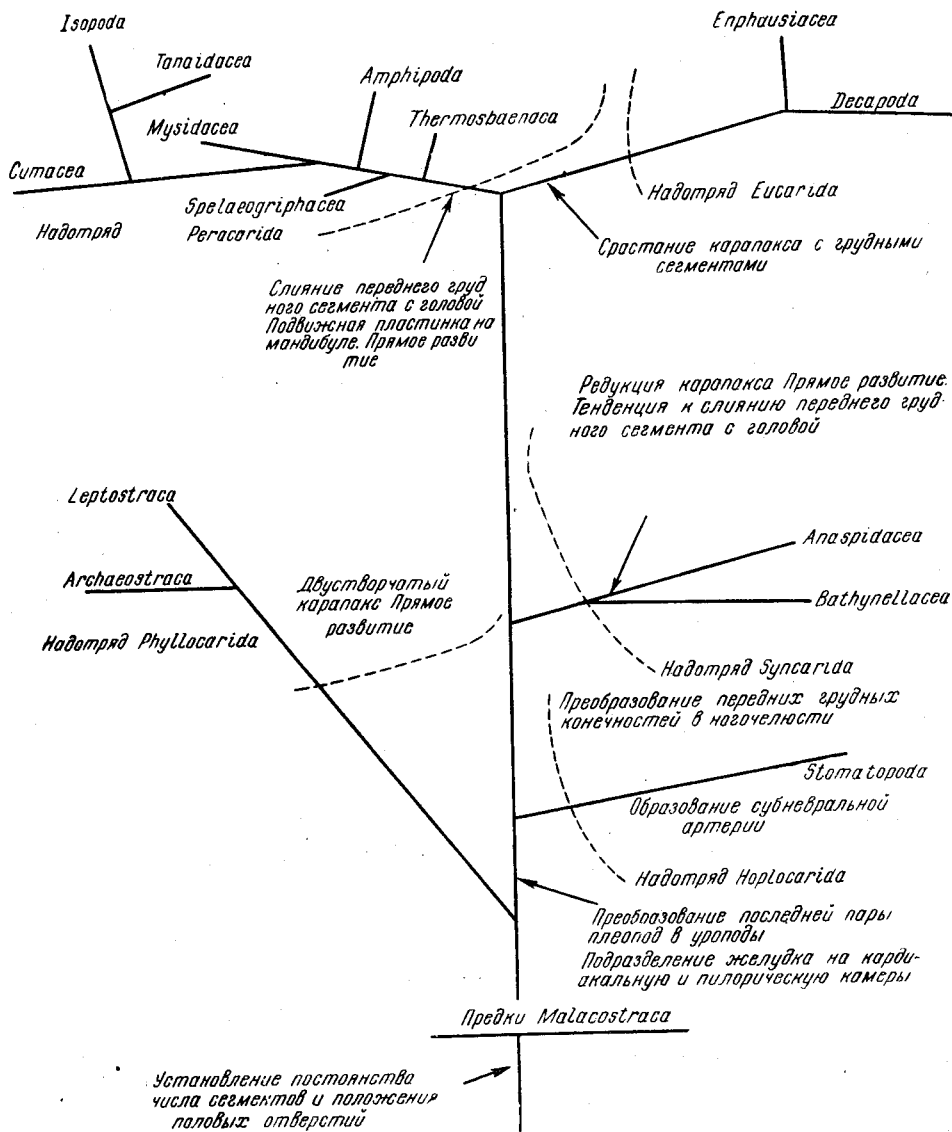 Isopoda
Tanaidacea
Mysidacea
Cumacea
Amphipoda
Thermosbaenaca
Spelaeogriphacea
Надотряд
Peracarida
Enphausiacea
Decapoda
Надотряд Eucarida
Срастание карапакса с грудными
сегментами
Слияние переднего груд
ного сегмента с головой
Подвижная пластинка на
мандибуле. Прямое разви
тие
Редукция карапакса Прямое развитие.
Тенденция к слиянию переднего груд-
ного сегмента с головой
Leptostraca
Archaeostraca
Надотряд Phyllocarida
Двустворчатый
карапакс Прямое
развитие
Anaspidacea
Bathynellacea
Надотряд Syncarida
Преобразование передних грудных
конечностей в ногочелюсти
Stomatopoda
Образование субневральной
артерии
Надотряд Hoplocarida
Преобразование последней пары
плеопод в уроподы
Подразделение желудка на карди-
акальную и пилорическую камеры
Предки Malacostraca
Установление постоянства
числа сегментов и положения
половых отверстий